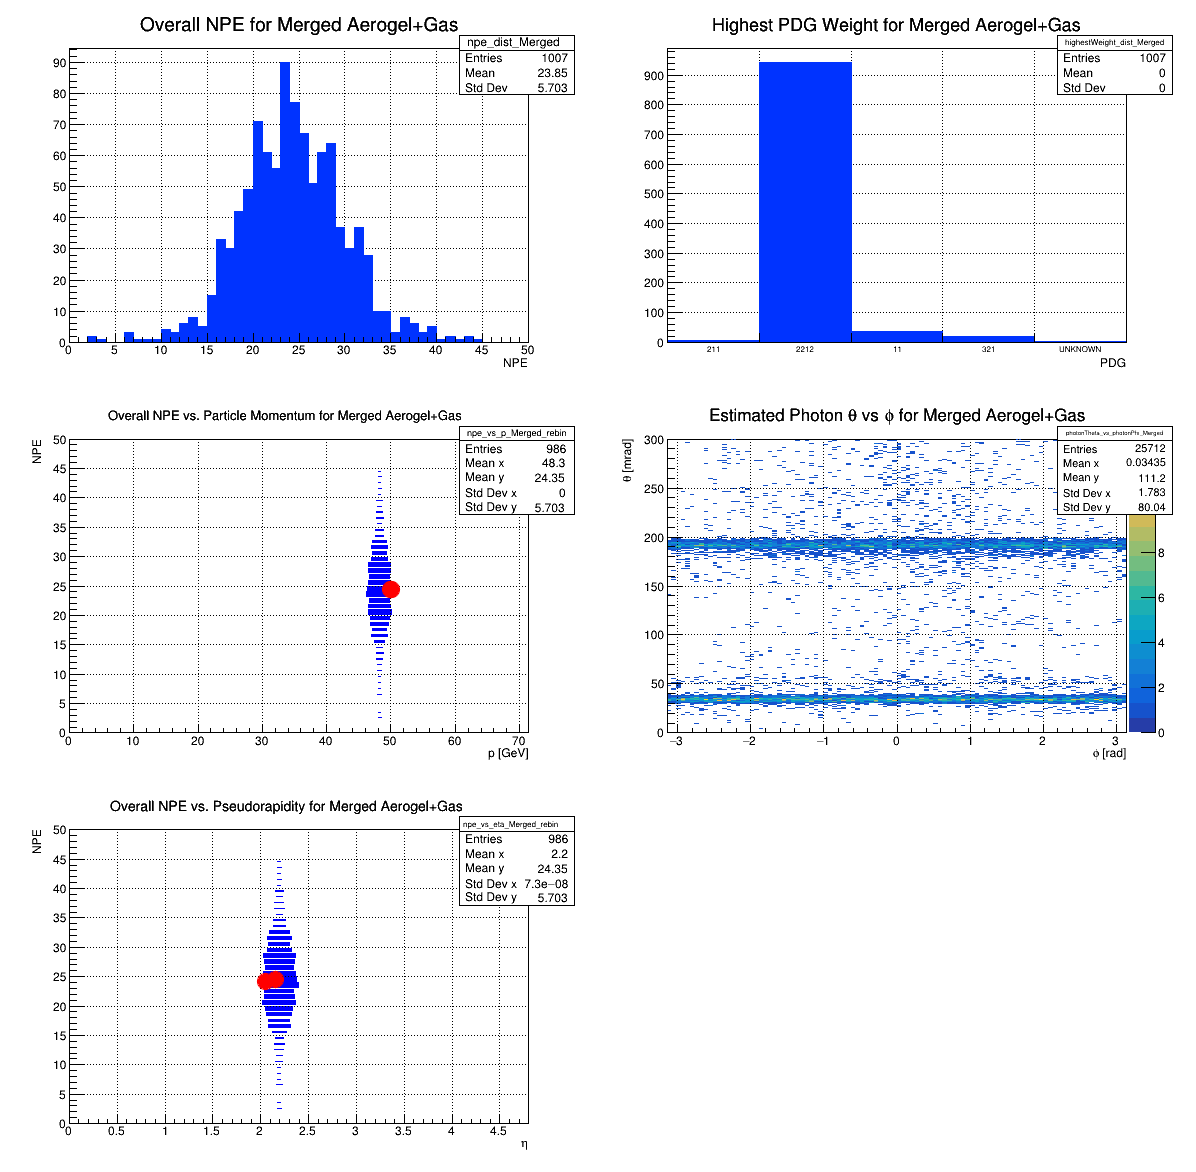 Overall NPE for Merged Aerogel+Gas
npe_dist_Merged
Entries 1007
Mean 23.85
Std Dev 5.703
90
80
70
60
50
40
30
20
10
0
0 5 10 15 20 25 30 35 40 45 50
NPE
Highest PDG Weight for Merged Aerogel+Gas
highestWeight_dist_Merged
Entries 1007
Mean 0
Std Dev 0
900
800
700
600
500
400
300
200
100
0
211 2212 11 321 UNKNOWN
PDG
Overall NPE vs. Particle Momentum for Merged Aerogel+Gas
npe_vs_p_Merged_rebin
Entries 986
Mean x 48.3
Mean y 24.35
Std Dev x 0
Std Dev y 5.703
NPE
50
45
40
35
30
25
20
15
10
5
0
0 10 20 30 40 50 60 70
p [GeV]
Estimated Photon θ vs ϕ for Merged Aerogel+Gas
photonTheta_vs_photonPhi_Merged
Entries 25712
Mean x 0.03435
Mean y 111.2
Std Dev x 1.783
Std Dev y 80.04
θ [mrad]
300
250
200
150
100
50
0
−3 −2 −1 0 1 2 3
ϕ [rad]
8
6
4
2
0
Overall NPE vs. Pseudorapidity for Merged Aerogel+Gas
npe_vs_eta_Merged_rebin
Entries 986
Mean x 2.2
Mean y 24.35
Std Dev x 7.3e−08
Std Dev y 5.703
NPE
50
45
40
35
30
25
20
15
10
5
0
0 0.5 1 1.5 2 2.5 3 3.5 4 4.5
η